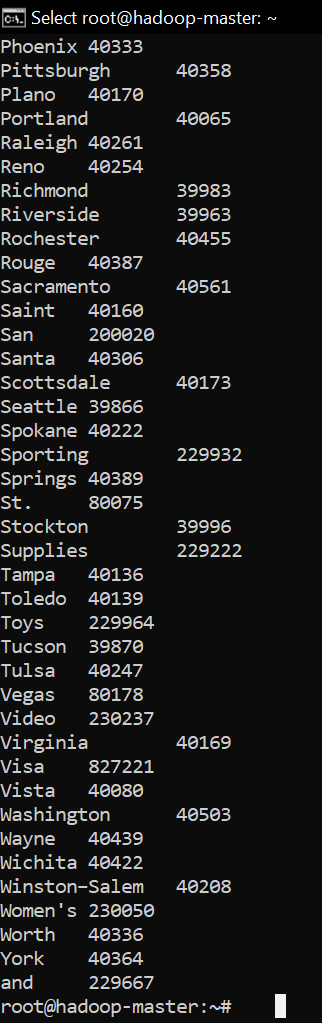 Select root@hadoop-master: ~
Phoenix 40333
Pittsburgh 40358
Plano 40170
Portland 40065
Raleigh 40261
Reno 40254
Richmond 39983
Riverside 39963
Rochester 40455
Rouge 40387
Sacramento 40561
Saint 40160
San 200020
Santa 40306
Scottsdale 40173
Seattle 39866
Spokane 40222
Sporting 229932
Springs 40389
St. 80075
Stockton 39996
Supplies 229222
Tampa 40136
Toledo 40139
Toys 229964
Tucson 39870
Tulsa 40247
Vegas 80178
Video 230237
Virginia 40169
Visa 827221
Vista 40080
Washington 40503
Wayne 40439
Wichita 40422
Winston–Salem 40208
Women's 230050
Worth 40336
York 40364
and 229667
root@hadoop-master:~#